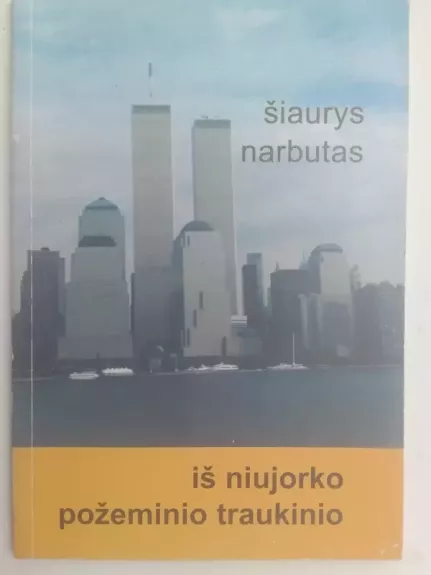 šiaurys
narbutas
iš niujorko
požeminio traukinio